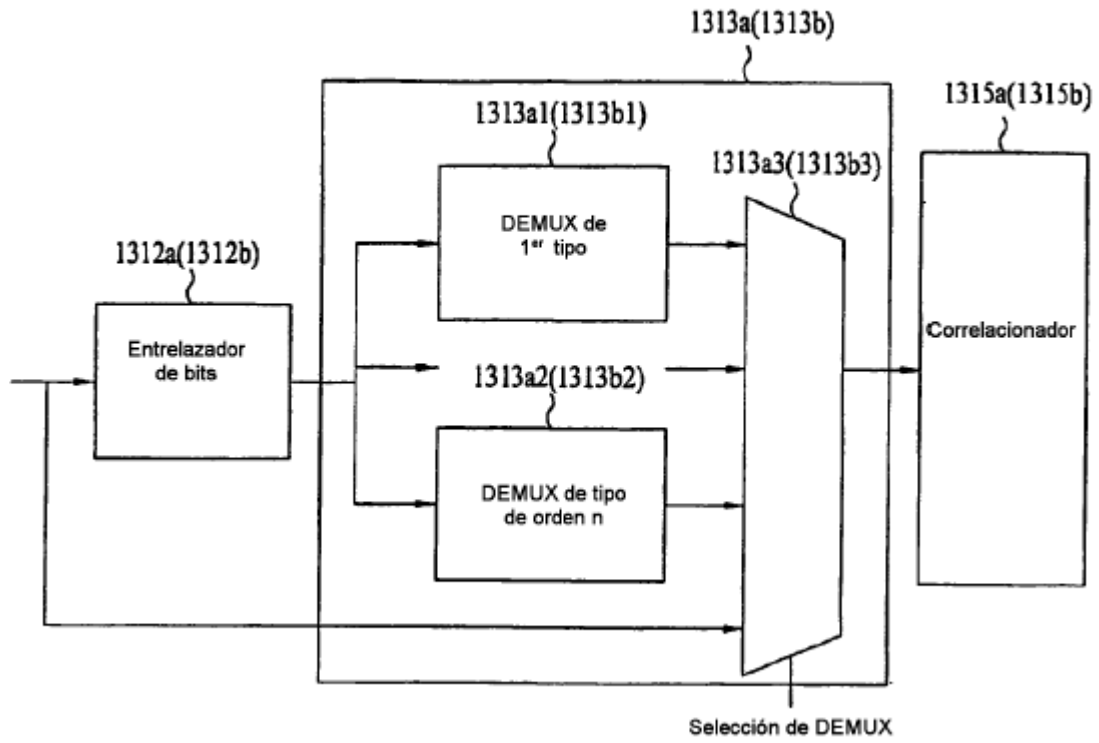 1313a(1313b)
1315a(1315b)
1313a1(1313b1)
1313a3(1313b3)
DEMUX de
1er tipo
1312a(1312b)
Entrelazador
de bits
Correlacionador
1313a2(1313b2)
DEMUX de tipo
de orden n
Selección de DEMUX